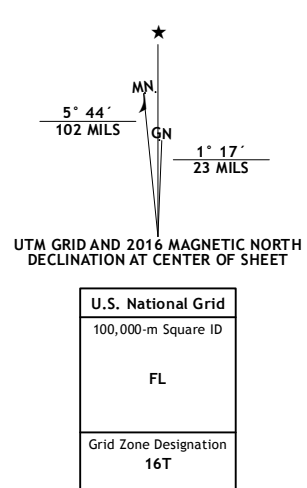 MN.
5° 44´
102 MILS
GN
1° 17´
23 MILS
UTM GRID AND 2016 MAGNETIC NORTH
DECLINATION AT CENTER OF SHEET
U.S. National Grid
100,000-m Square ID
FL
Grid Zone Designation
16T